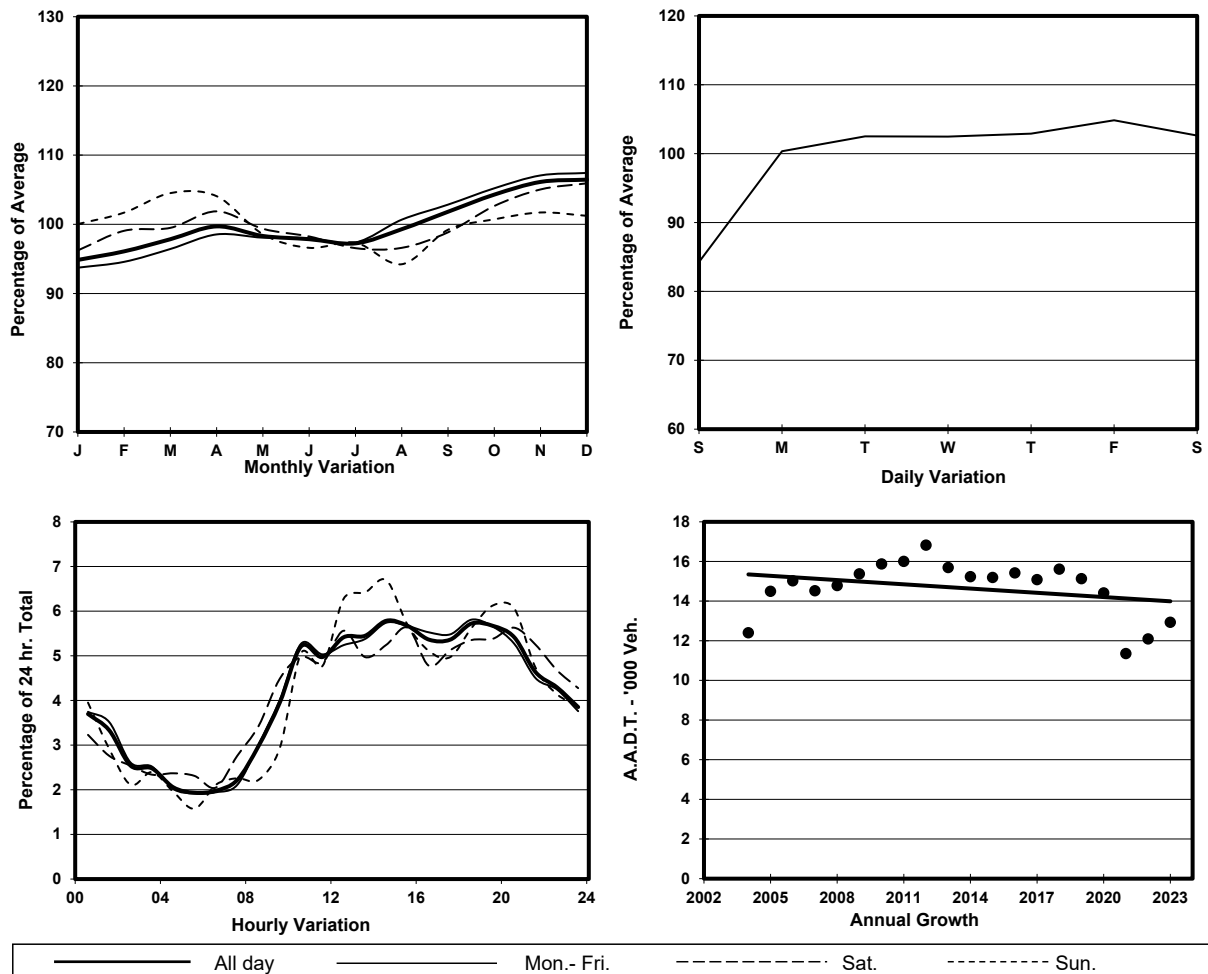 130
120
110
100
90
80
70
Percentage of Average
J F M A M J J A S O N D
Monthly Variation
120
110
100
90
80
70
60
Percentage of Average
S M T W T F S
Daily Variation
8
7
6
5
4
3
2
1
0
Percentage of 24 hr. Total
00 04 08 12 16 20 24
Hourly Variation
18
16
14
12
10
8
6
4
2
0
A.A.D.T. - '000 Veh.
2002 2005 2008 2011 2014 2017 2020 2023
Annual Growth
All day Mon.- Fri. Sat. Sun.